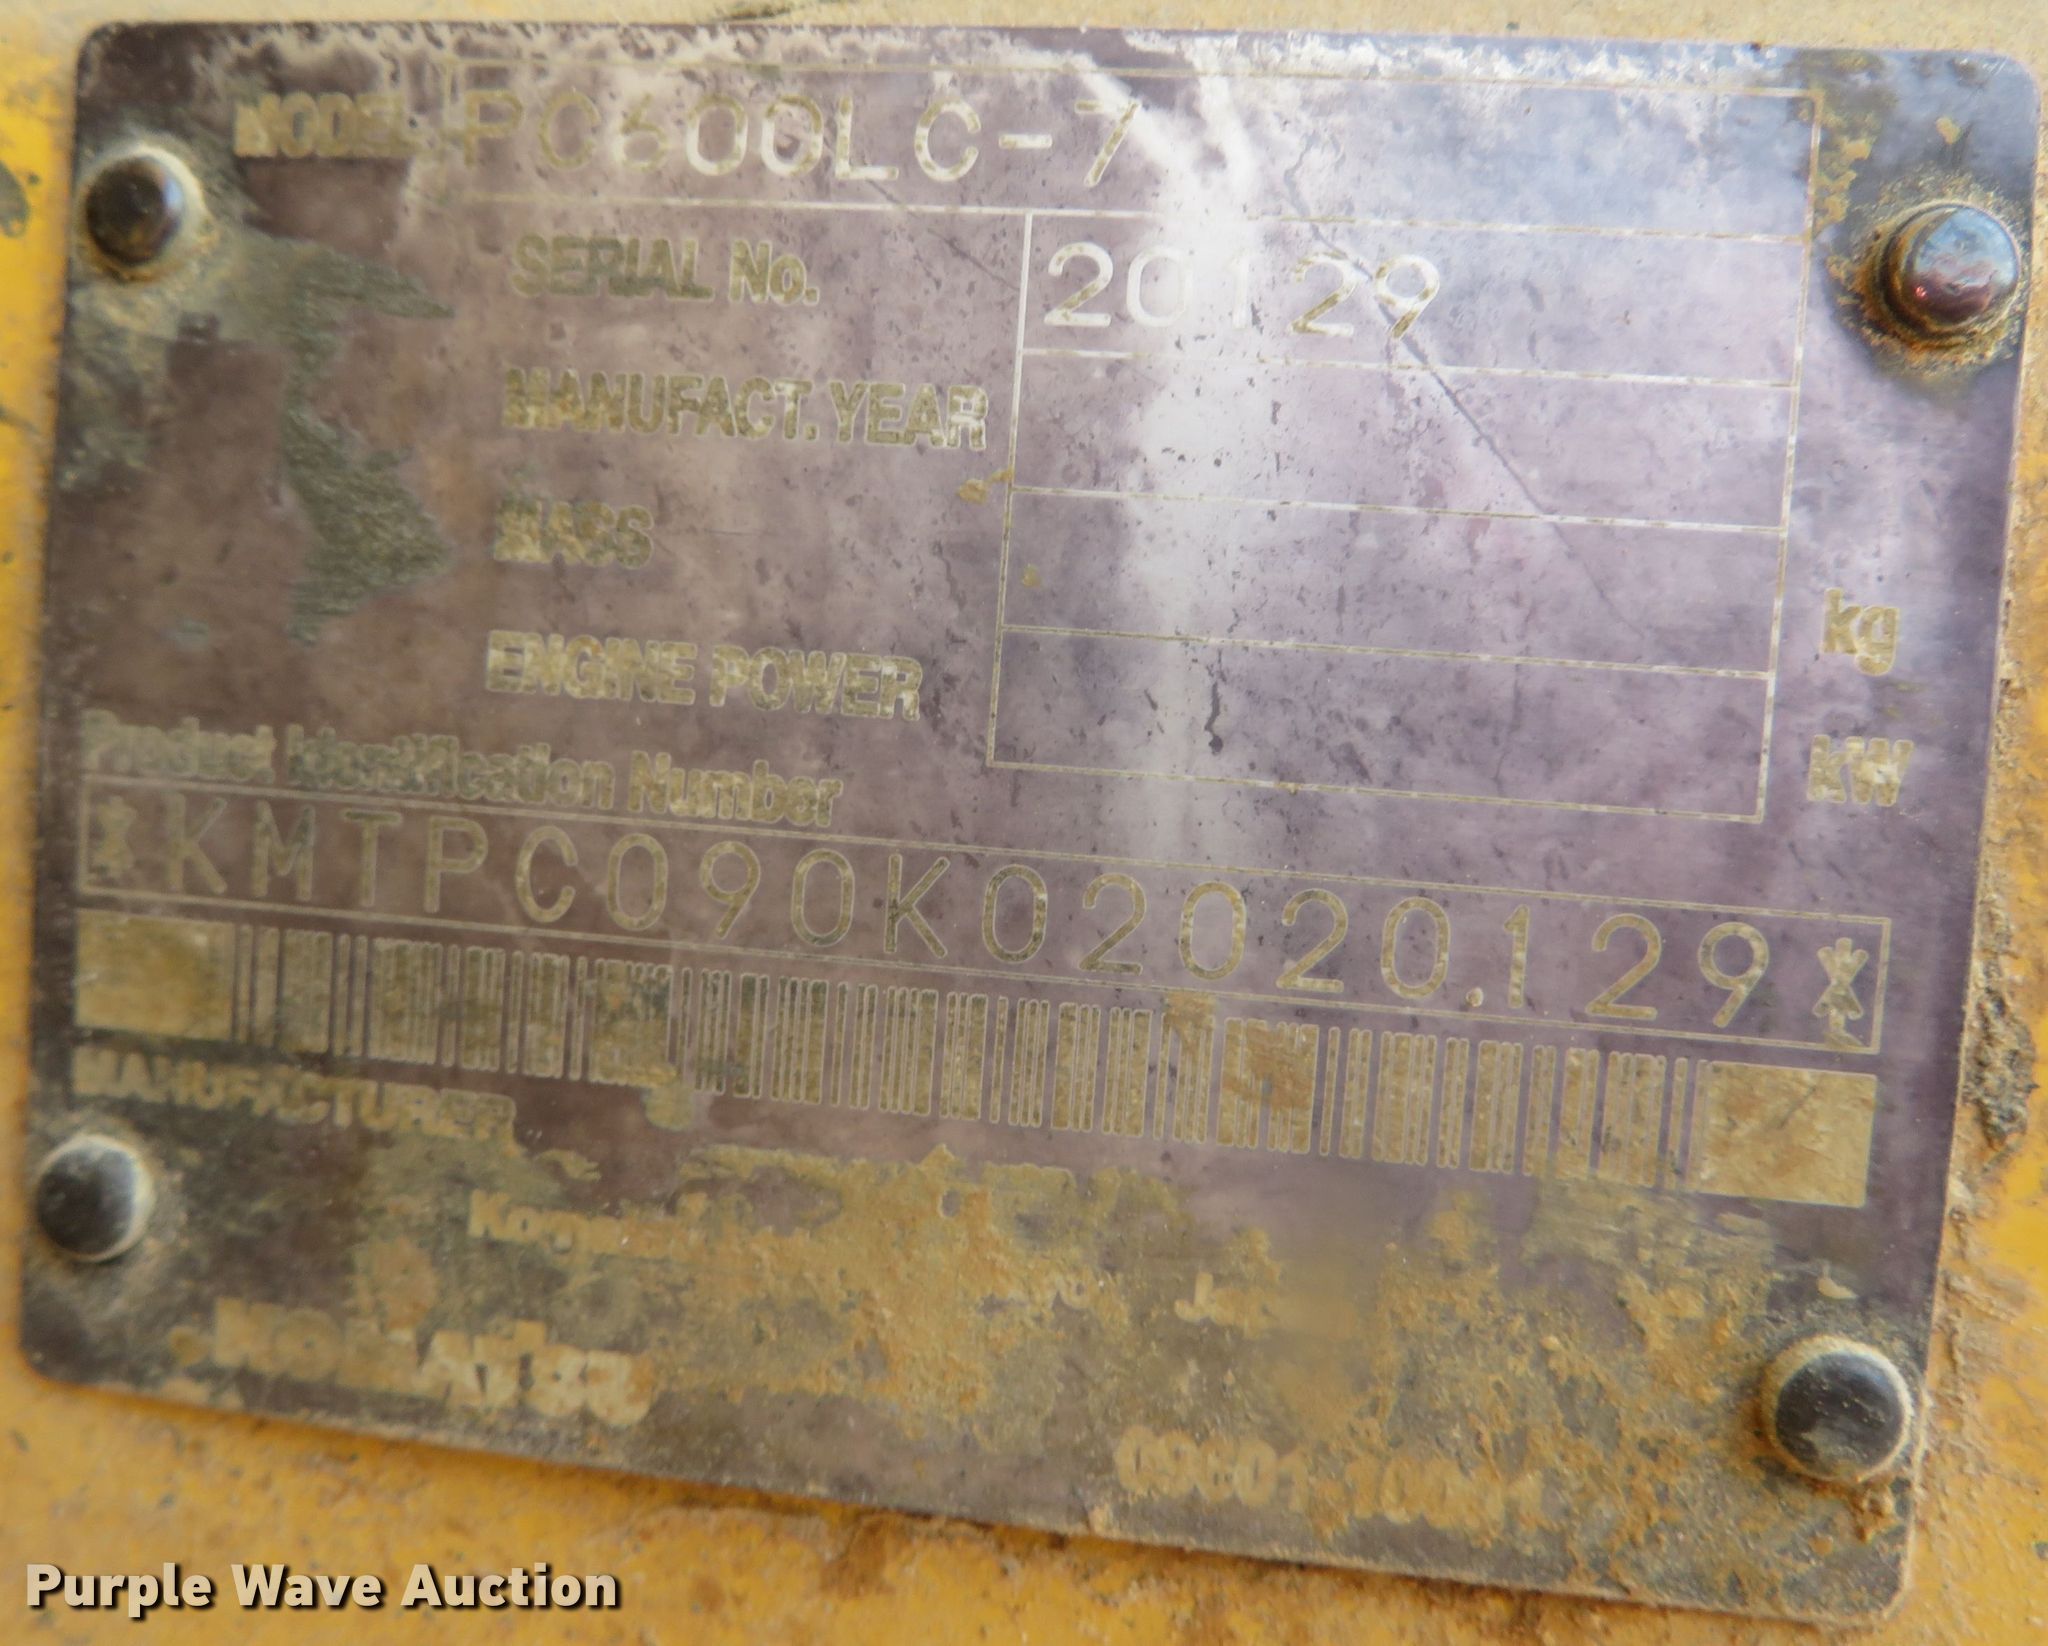 MODEL PC600LC-7
SERIAL No. 20129
MANUFACT. YEAR
MASS kg
ENGINE POWER kW
Product Identification Number
*KMTPC090K02020129*
MANUFACTURER
Purple Wave Auction